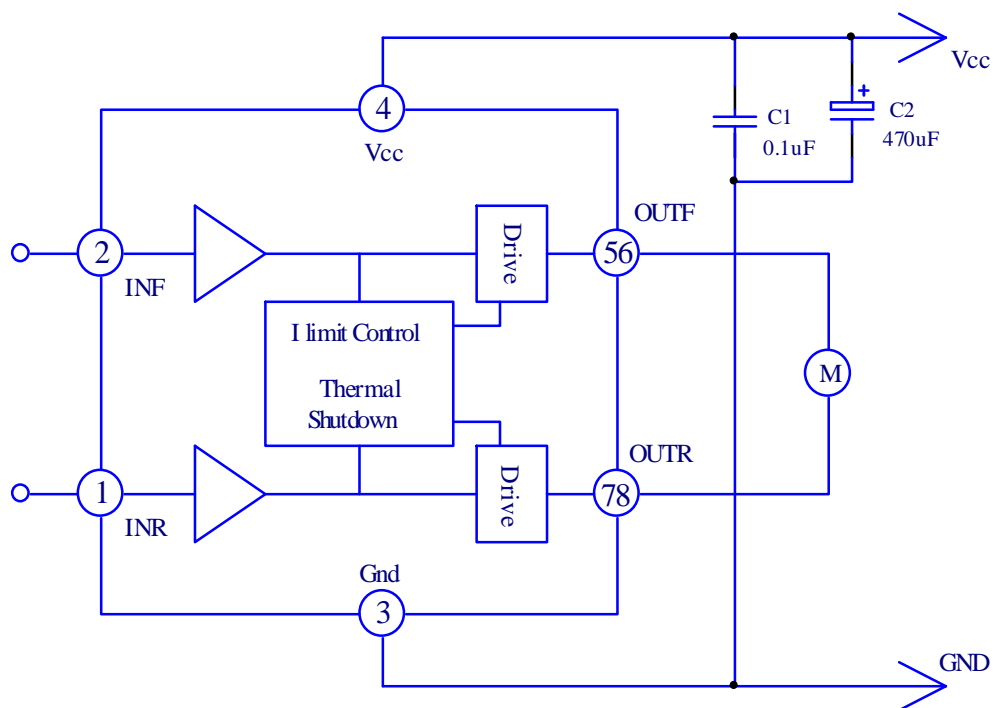 Vcc
4
Vcc
C1
0.1uF
+
C2
470uF
OUTF
2
INF
Drive
56
I limit Control
Thermal
Shutdown
M
OUTR
1
INR
Drive
78
Gnd
3
GND